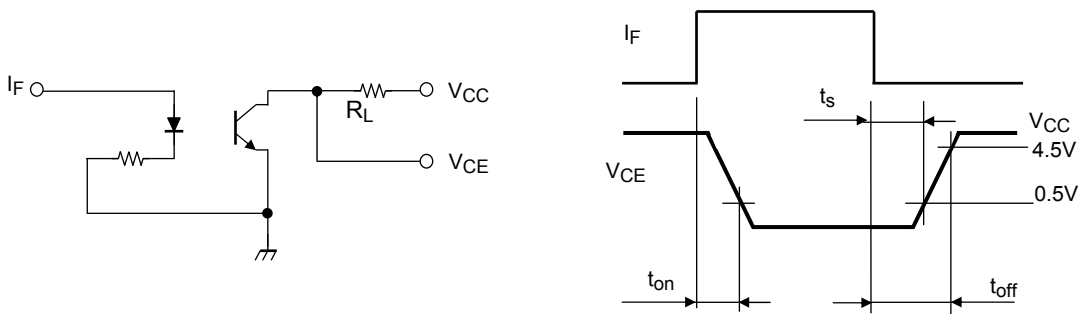 IF
RL
VCC
VCE
IF
ts
VCC
4.5V
VCE
0.5V
ton
toff